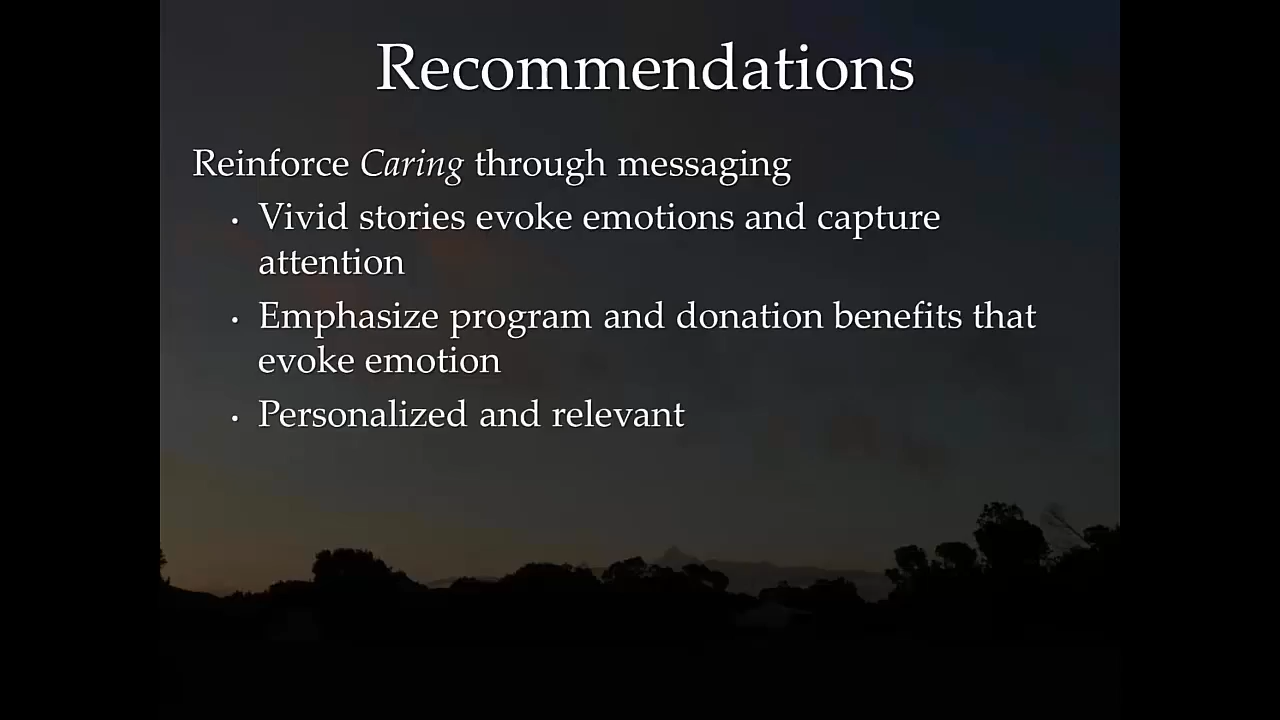 Recommendations
Reinforce Caring through messaging
• Vivid stories evoke emotions and capture
attention
• Emphasize program and donation benefits that
evoke emotion
• Personalized and relevant